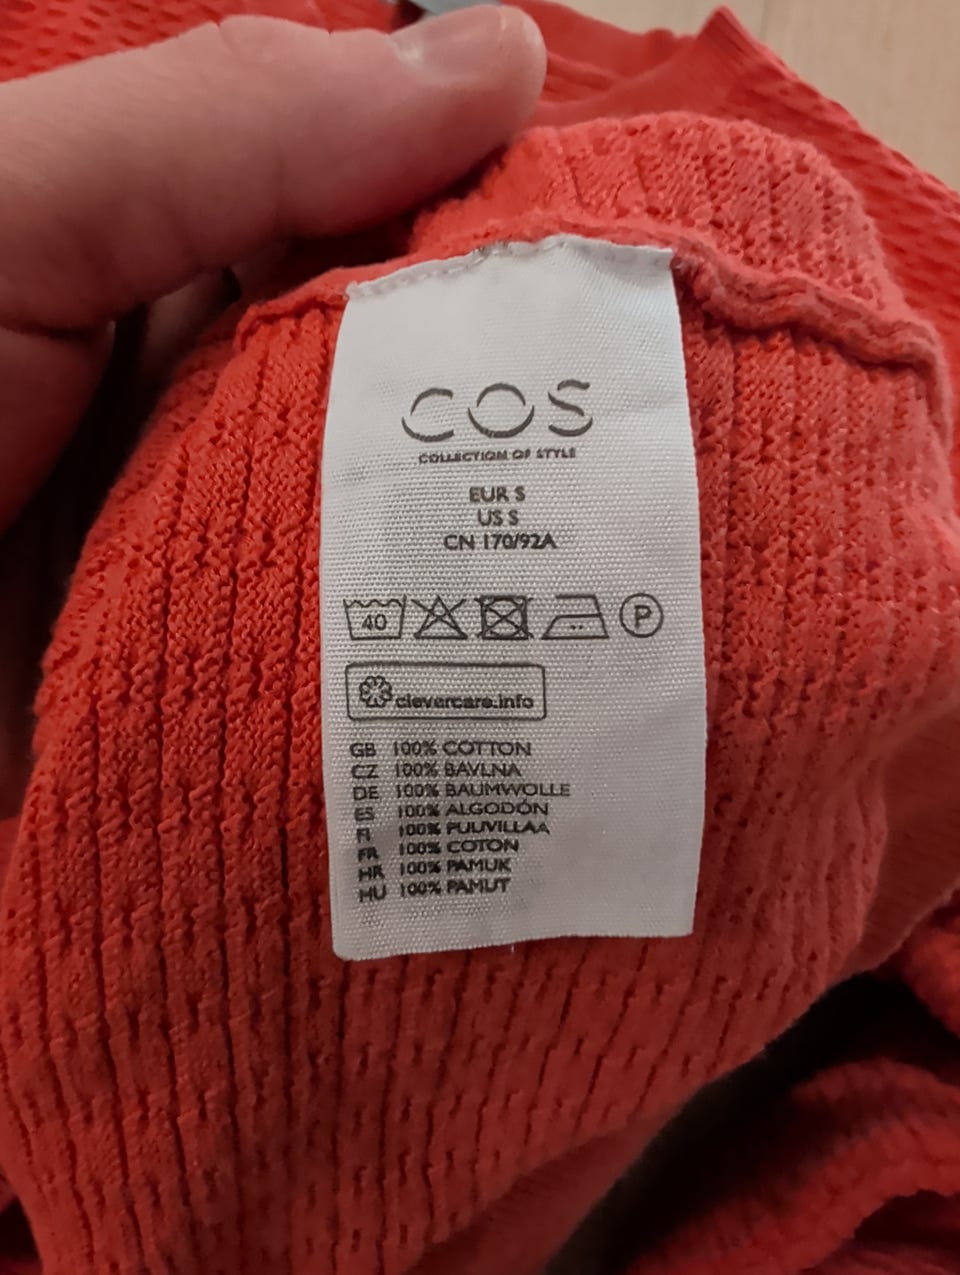 COS
COLLECTION OF STYLE
EUR S
US S
CN 170/92A
40 P
clevercare.info
GB 100% COTTON
CZ 100% BAVLNA
DE 100% BAUMWOLLE
ES 100% ALGODÓN
FI 100% PUUVILLAA
FR 100% COTON
HR 100% PAMUK
HU 100% PAMUT